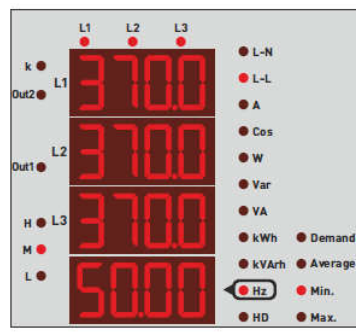 L1 L2 L3
k
Out2
L1 370.0
L-N
L-L
A
Cos
Out1
L2 370.0
W
Var
H
L3 370.0
VA
M
kWh Demand
L
kVArh Average
50.00
Hz Min.
HD Max.